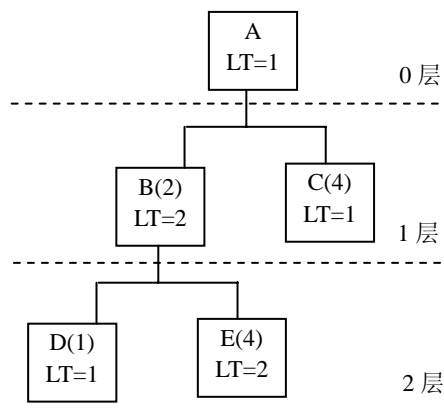 A
LT=1
0 层
B(2)
LT=2
C(4)
LT=1
1 层
D(1)
LT=1
E(4)
LT=2
2 层